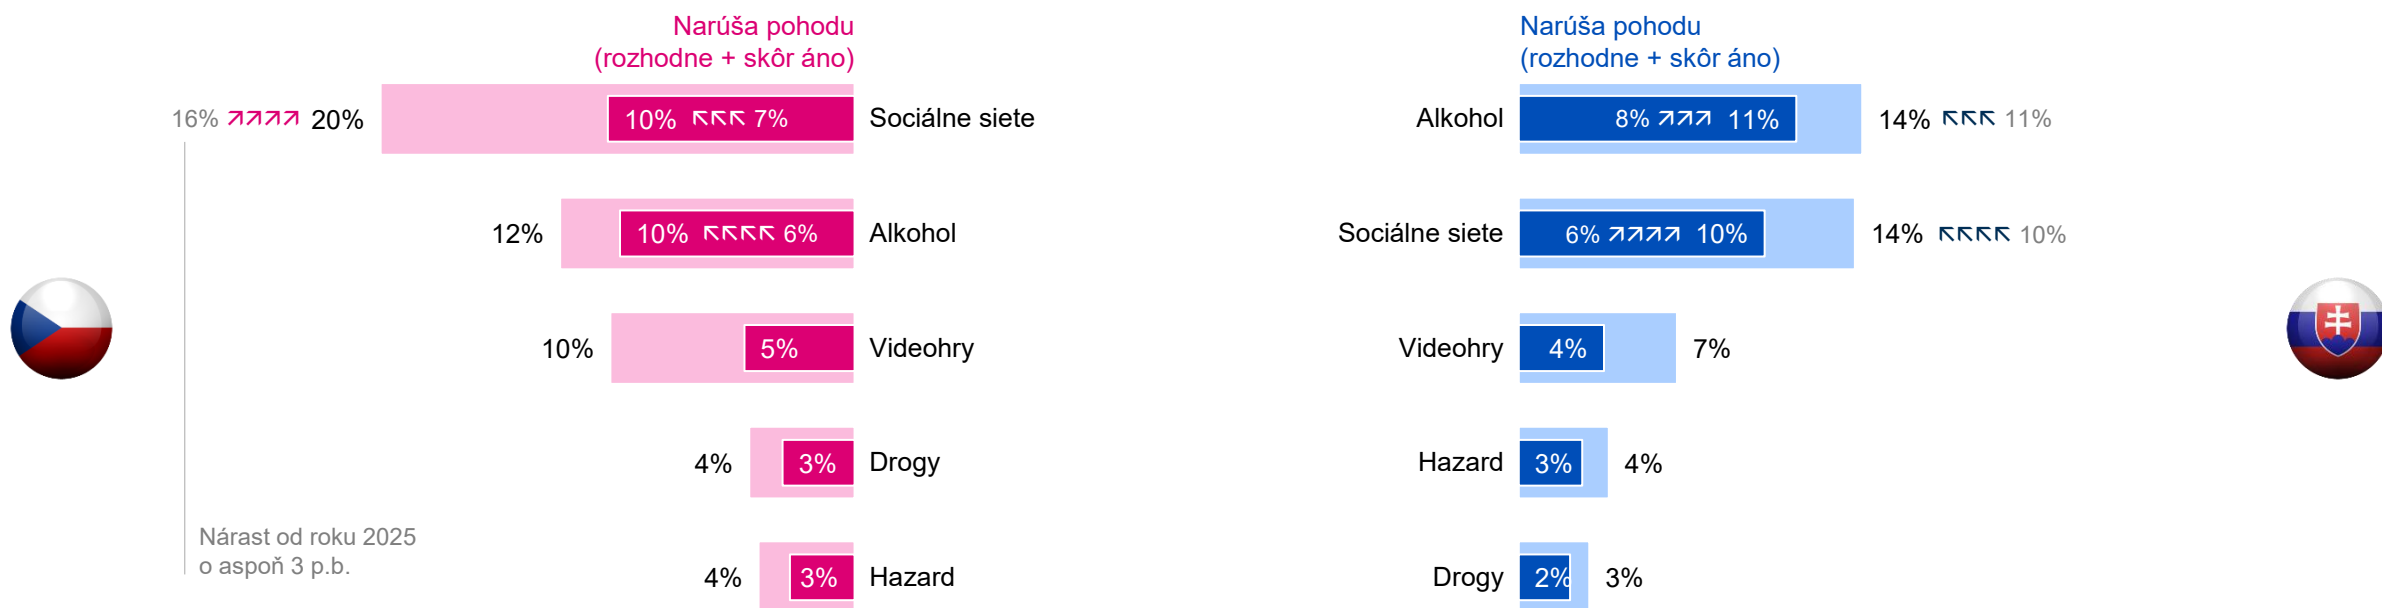 Narúša pohodu
(rozhodne + skôr áno)
16% ↗↗↗↗ 20% 10% ↖↖↖ 7% Sociálne siete
12% 10% ↖↖↖↖ 6% Alkohol
10% 5% Videohry
4% 3% Drogy
4% 3% Hazard
Nárast od roku 2025
o aspoň 3 p.b.
Narúša pohodu
(rozhodne + skôr áno)
Alkohol 8% ↗↗↗ 11% 14% ↖↖↖ 11%
Sociálne siete 6% ↗↗↗↗ 10% 14% ↖↖↖↖ 10%
Videohry 4% 7%
Hazard 3% 4%
Drogy 2% 3%